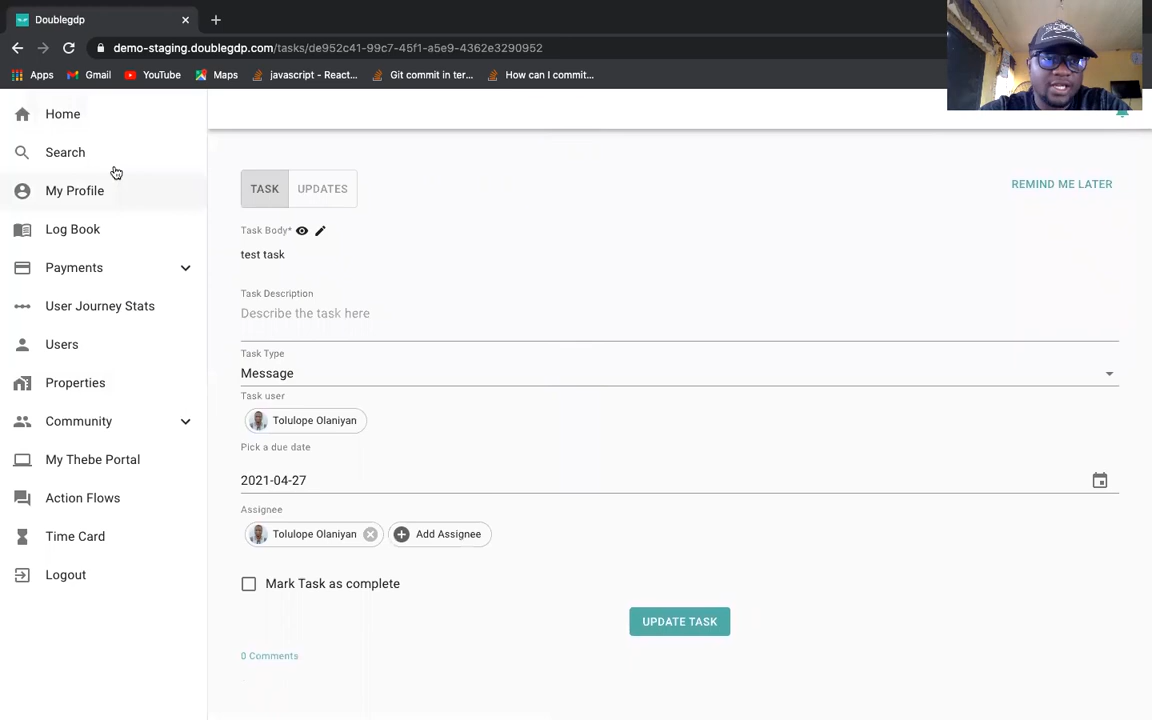 Doublegdp
demo-staging.doublegdp.com/tasks/de952c41-99c7-45f1-a5e9-4362e3290952
Apps Gmail YouTube Maps javascript - React... Git commit in ter... How can I commit...
Home
Search
My Profile
Log Book
Payments
User Journey Stats
Users
Properties
Community
My Thebe Portal
Action Flows
Time Card
Logout
TASK UPDATES
REMIND ME LATER
Task Body*
test task
Task Description
Describe the task here
Task Type
Message
Task user
Tolulope Olaniyan
Pick a due date
2021-04-27
Assignee
Tolulope Olaniyan Add Assignee
Mark Task as complete
UPDATE TASK
0 Comments